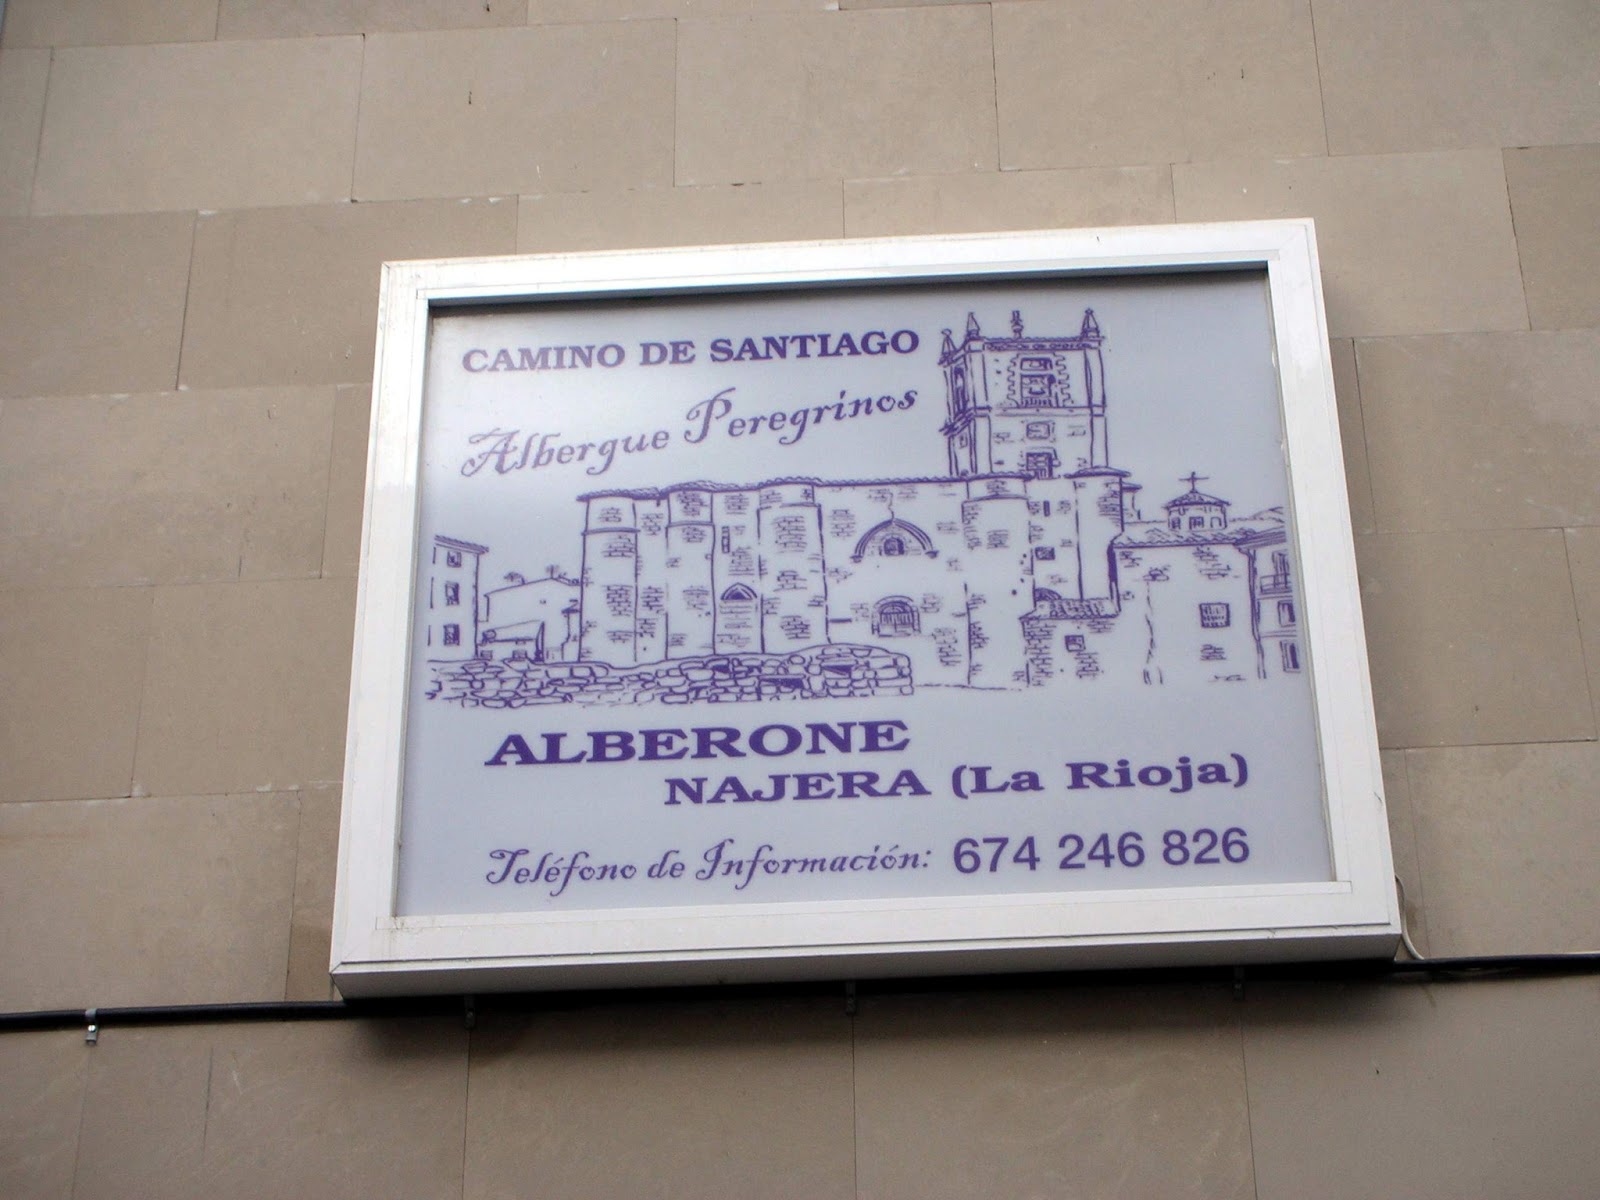 CAMINO DE SANTIAGO
Albergue Peregrinos
ALBERONE
NAJERA (La Rioja)
Teléfono de Información: 674 246 826